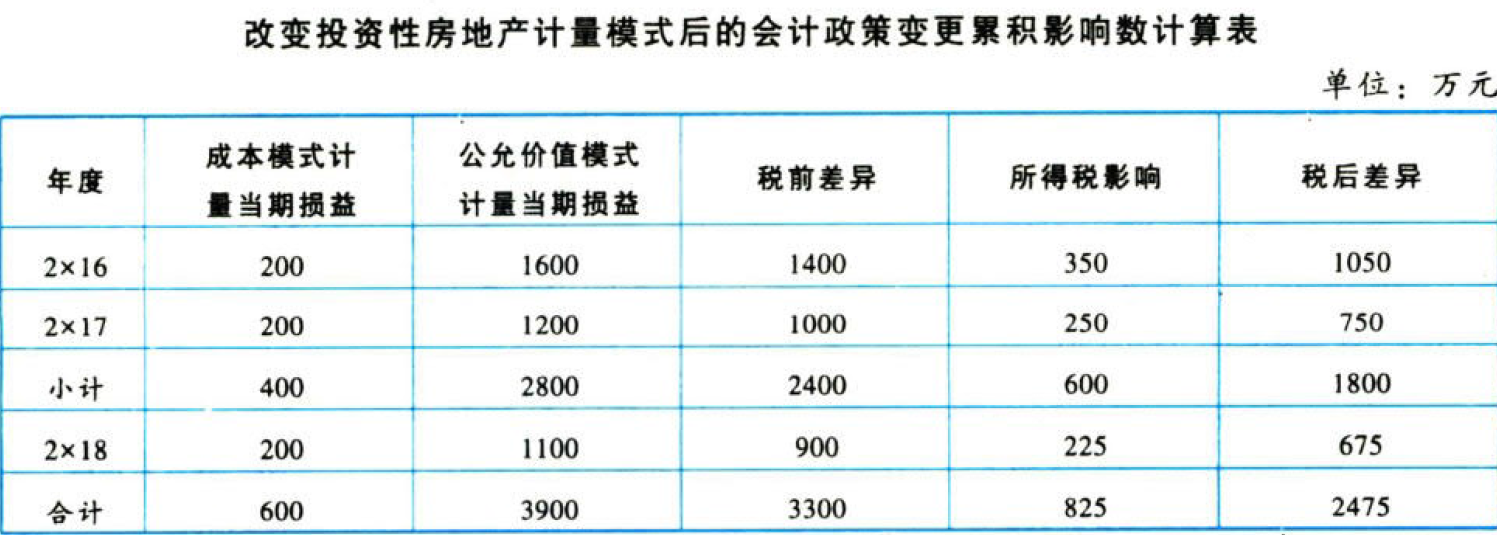 改变投资性房地产计量模式后的会计政策变更累积影响数计算表
单位：万元
年度 成本模式计量当期损益 公允价值模式计量当期损益 税前差异 所得税影响 税后差异
2×16 200 1600 1400 350 1050
2×17 200 1200 1000 250 750
小计 400 2800 2400 600 1800
2×18 200 1100 900 225 675
合计 600 3900 3300 825 2475